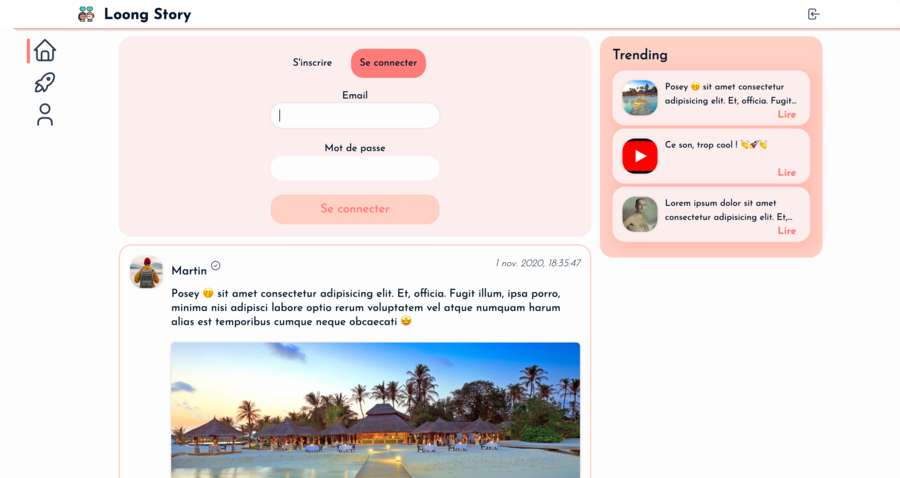 Loong Story
S'inscrire
Se connecter
Email
Mot de passe
Se connecter
Martin
1 nov. 2020, 18:35:47
Posey 🤭 sit amet consectetur adipisicing elit. Et, officia. Fugit illum, ipsa porro,
minima nisi adipisci labore optio rerum voluptatem vel atque numquam harum
alias est temporibus cumque neque obcaecati 🤩
Trending
Posey 🤭 sit amet consectetur
adipisicing elit. Et, officia. Fugit...
Lire
Ce son, trop cool ! 👏🚀👏
Lire
Lorem ipsum dolor sit amet
consectetur adipisicing elit. Et,...
Lire